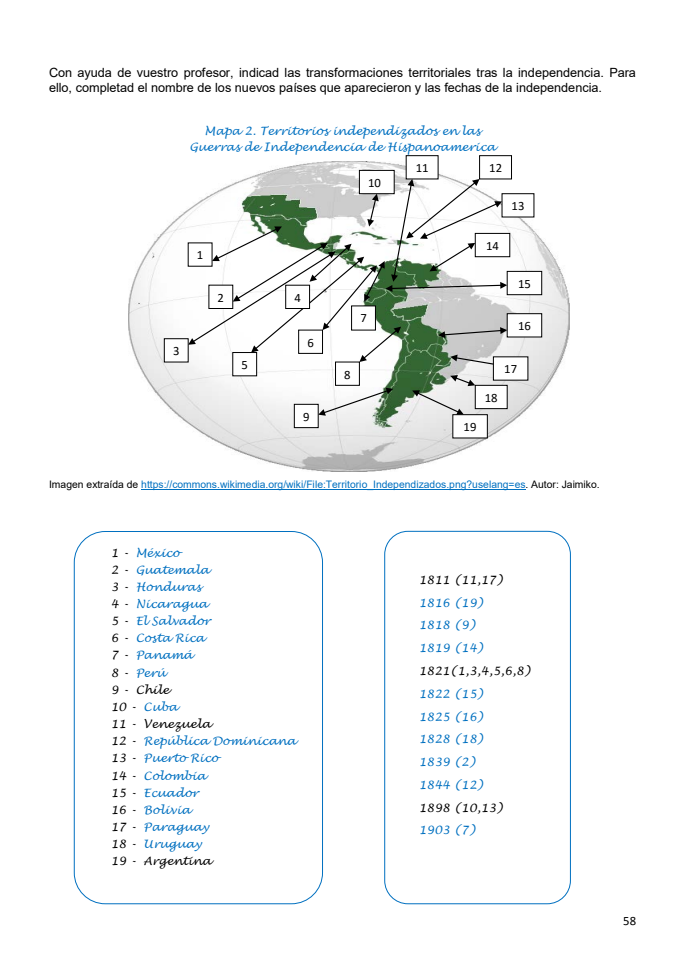 Con ayuda de vuestro profesor, indicad las transformaciones territoriales tras la independencia. Para
ello, completad el nombre de los nuevos países que aparecieron y las fechas de la independencia.
Mapa 2. Territorios independizados en las
Guerras de Independencia de Hispanoamerica
11
12
10
13
1
14
2
4
15
7
16
6
3
5
8
17
18
9
19
Imagen extraída de https://commons.wikimedia.org/wiki/File:Territorio_Independizados.png?uselang=es. Autor: Jaimiko.
1 - México
2 - Guatemala
3 - Honduras
4 - Nicaragua
5 - El Salvador
6 - Costa Rica
7 - Panamá
8 - Perú
9 - Chile
10 - Cuba
11 - Venezuela
12 - República Dominicana
13 - Puerto Rico
14 - Colombia
15 - Ecuador
16 - Bolivia
17 - Paraguay
18 - Uruguay
19 - Argentina
1811 (11,17)
1816 (19)
1818 (9)
1819 (14)
1821(1,3,4,5,6,8)
1822 (15)
1825 (16)
1828 (18)
1839 (2)
1844 (12)
1898 (10,13)
1903 (7)
58